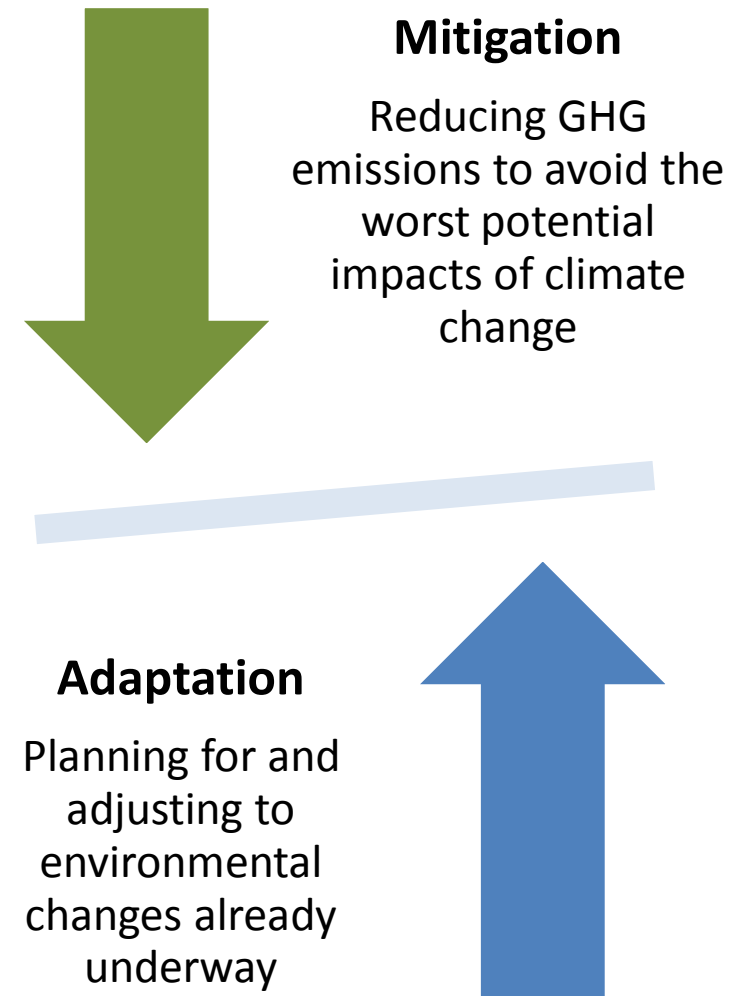 Mitigation
Reducing GHG
emissions to avoid the
worst potential
impacts of climate
change
Adaptation
Planning for and
adjusting to
environmental
changes already
underway